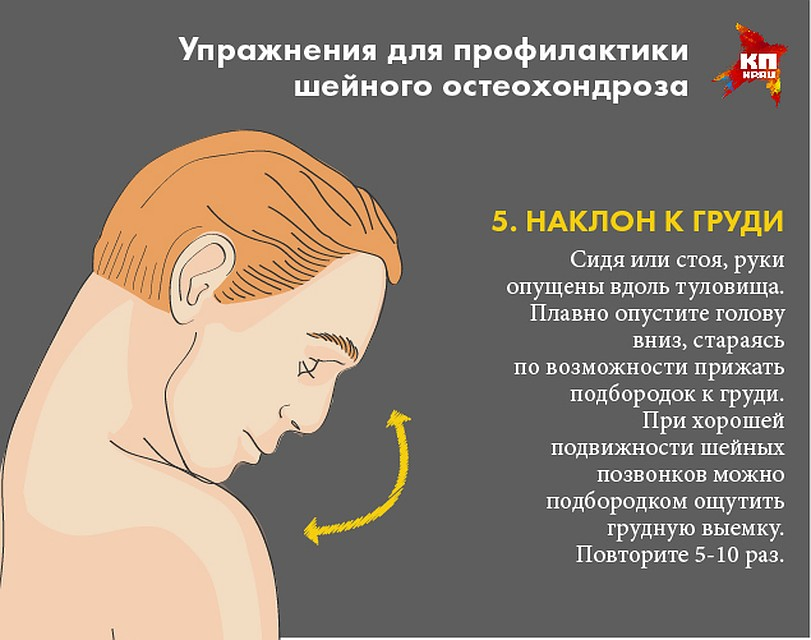 Упражнения для профилактики
шейного остеохондроза
КП
KP.RU
5. НАКЛОН К ГРУДИ
Сидя или стоя, руки
опущены вдоль туловища.
Плавно опустите голову
вниз, стараясь
по возможности прижать
подбородок к груди.
При хорошей
подвижности шейных
позвонков можно
подбородком ощутить
грудную выемку.
Повторите 5-10 раз.